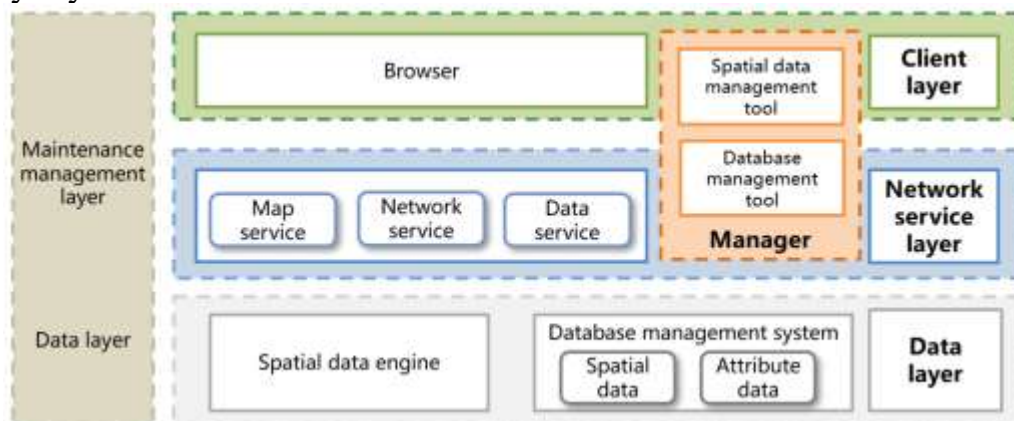 Maintenance
management
layer
Data layer
Browser
Spatial data
management
tool
Client
layer
Map
service
Network
service
Data
service
Database
management
tool
Manager
Network
service
layer
Spatial data engine
Database management system
Spatial
data
Attribute
data
Data
layer